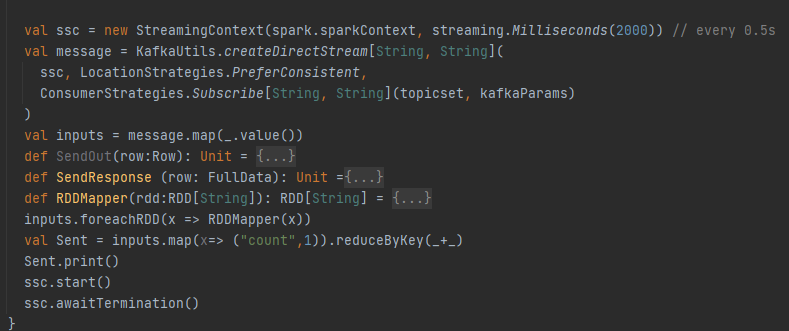 val ssc = new StreamingContext(spark.sparkContext, streaming.Milliseconds(2000)) // every 0.5s
val message = KafkaUtils.createDirectStream[String, String](
  ssc, LocationStrategies.PreferConsistent,
  ConsumerStrategies.Subscribe[String, String](topicset, kafkaParams)
)
val inputs = message.map(_.value())
def SendOut(row:Row): Unit = {...}
def SendResponse (row: FullData): Unit ={...}
def RDDMapper(rdd:RDD[String]): RDD[String] = {...}
inputs.foreachRDD(x => RDDMapper(x))
val Sent = inputs.map(x=> ("count",1)).reduceByKey(_+_)
Sent.print()
ssc.start()
ssc.awaitTermination()
}